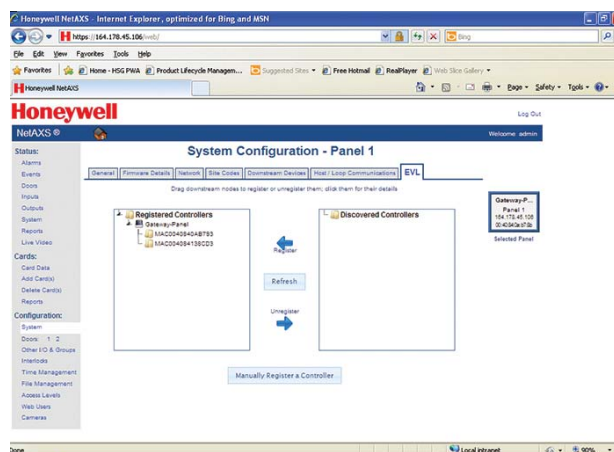 Honeywell NetAXS - Internet Explorer, optimized for Bing and MSN
https://164.178.45.106/web/
Bing
File Edit View Favorites Tools Help
Favorites Home - HSG PWA Product Lifecycle Managem... Suggested Sites Free Hotmail RealPlayer Web Slice Gallery
Honeywell NetAXS
Page Safety Tools
Honeywell
Log Out
NetAXS ®
Welcome: admin
Status:
Alarms
Events
Doors
Inputs
Outputs
System
Reports
Live Video
Cards:
Card Data
Add Card(s)
Delete Card(s)
Reports
Configuration:
System
Doors: 1 2
Other I/O & Groups
Interlocks
Time Management
File Management
Access Levels
Web Users
Cameras
System Configuration - Panel 1
General Firmware Details Network Site Codes Downstream Devices Host / Loop Communications EVL
Drag downstream nodes to register or unregister them; click them for their details
Registered Controllers
Gateway-Panel
Register
Refresh
Unregister
Discovered Controllers
Manually Register a Controller
Gateway-P...
Panel 1
164.178.45.106
Selected Panel
Done
Local intranet
90%